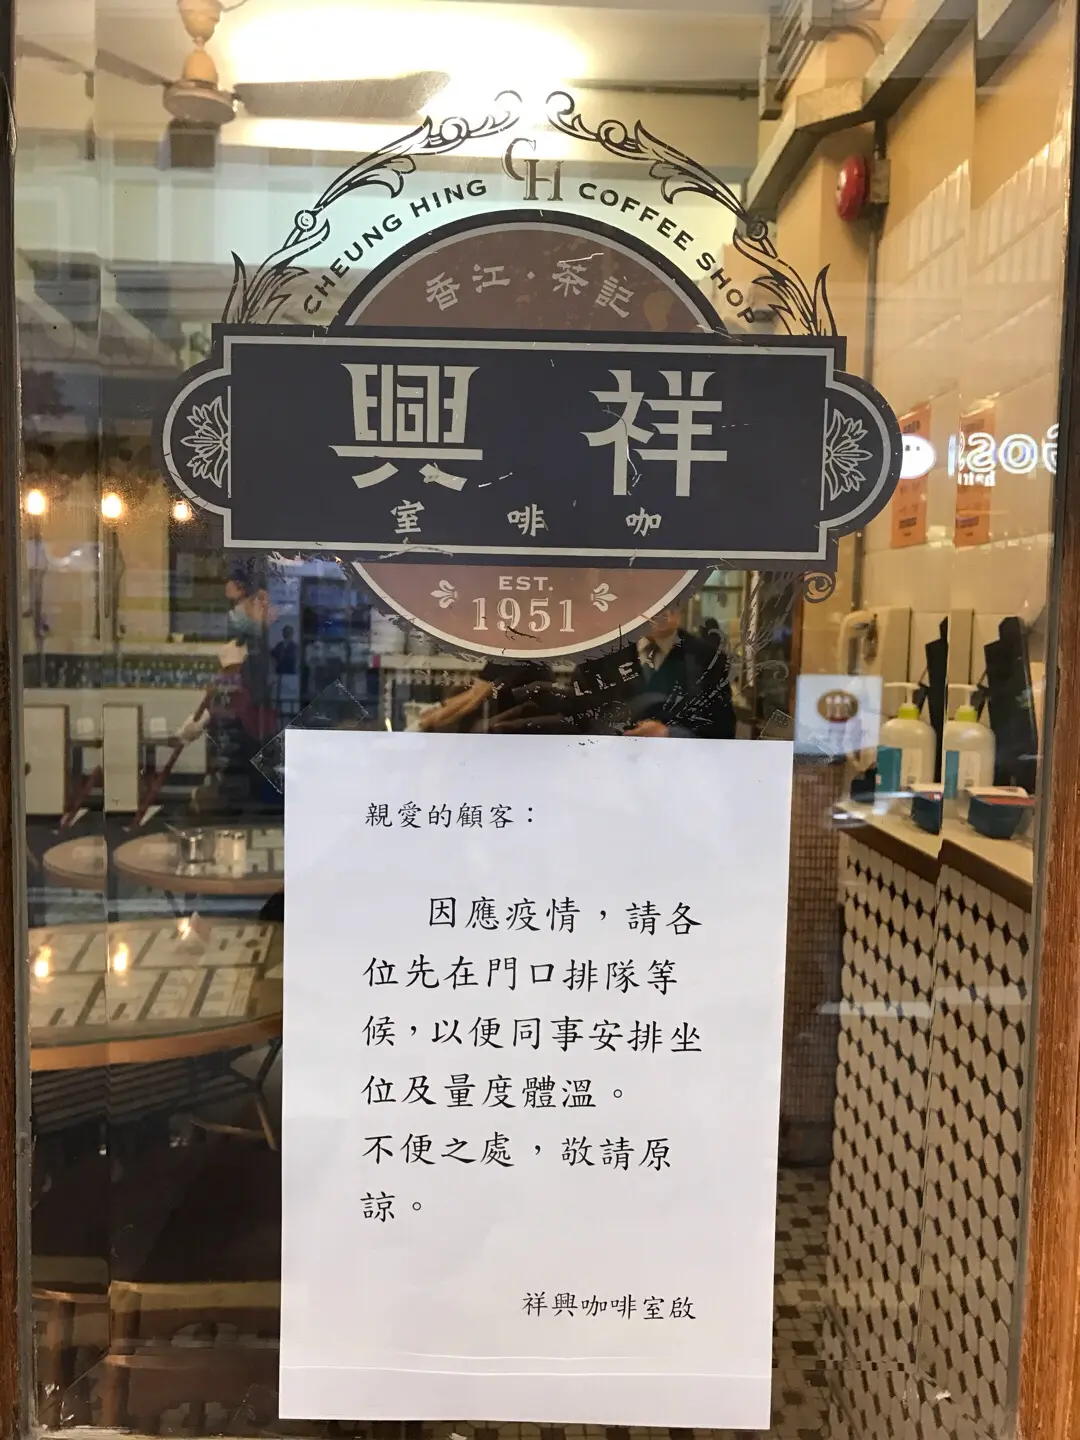 CHEUNG HING CH COFFEE SHOP
香江·茶記
興祥
室啡咖
EST.
1951
親愛的顧客：
因應疫情，請各
位先在門口排隊等
候，以便同事安排坐
位及量度體溫。
不便之處，敬請原
諒。
祥興咖啡室啟